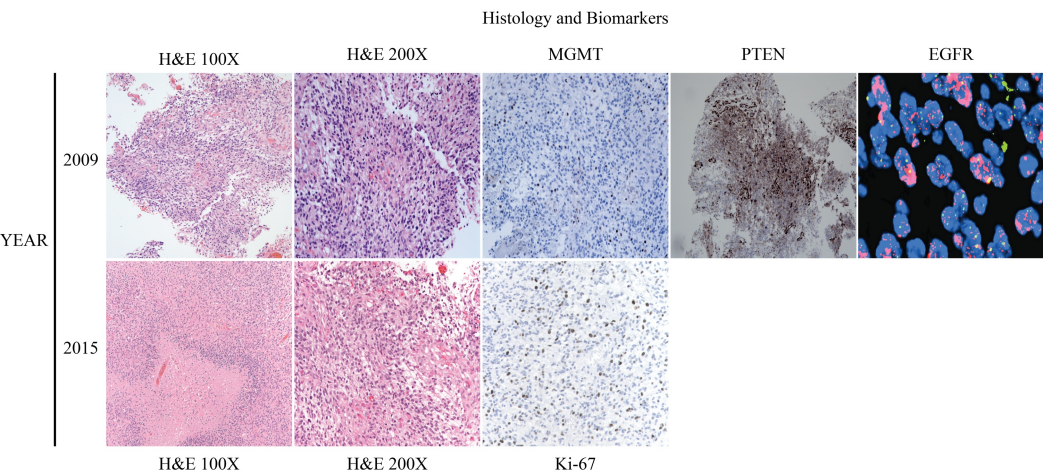 Histology and Biomarkers
H&E 100X
H&E 200X
MGMT
PTEN
EGFR
2009
YEAR
2015
H&E 100X
H&E 200X
Ki-67